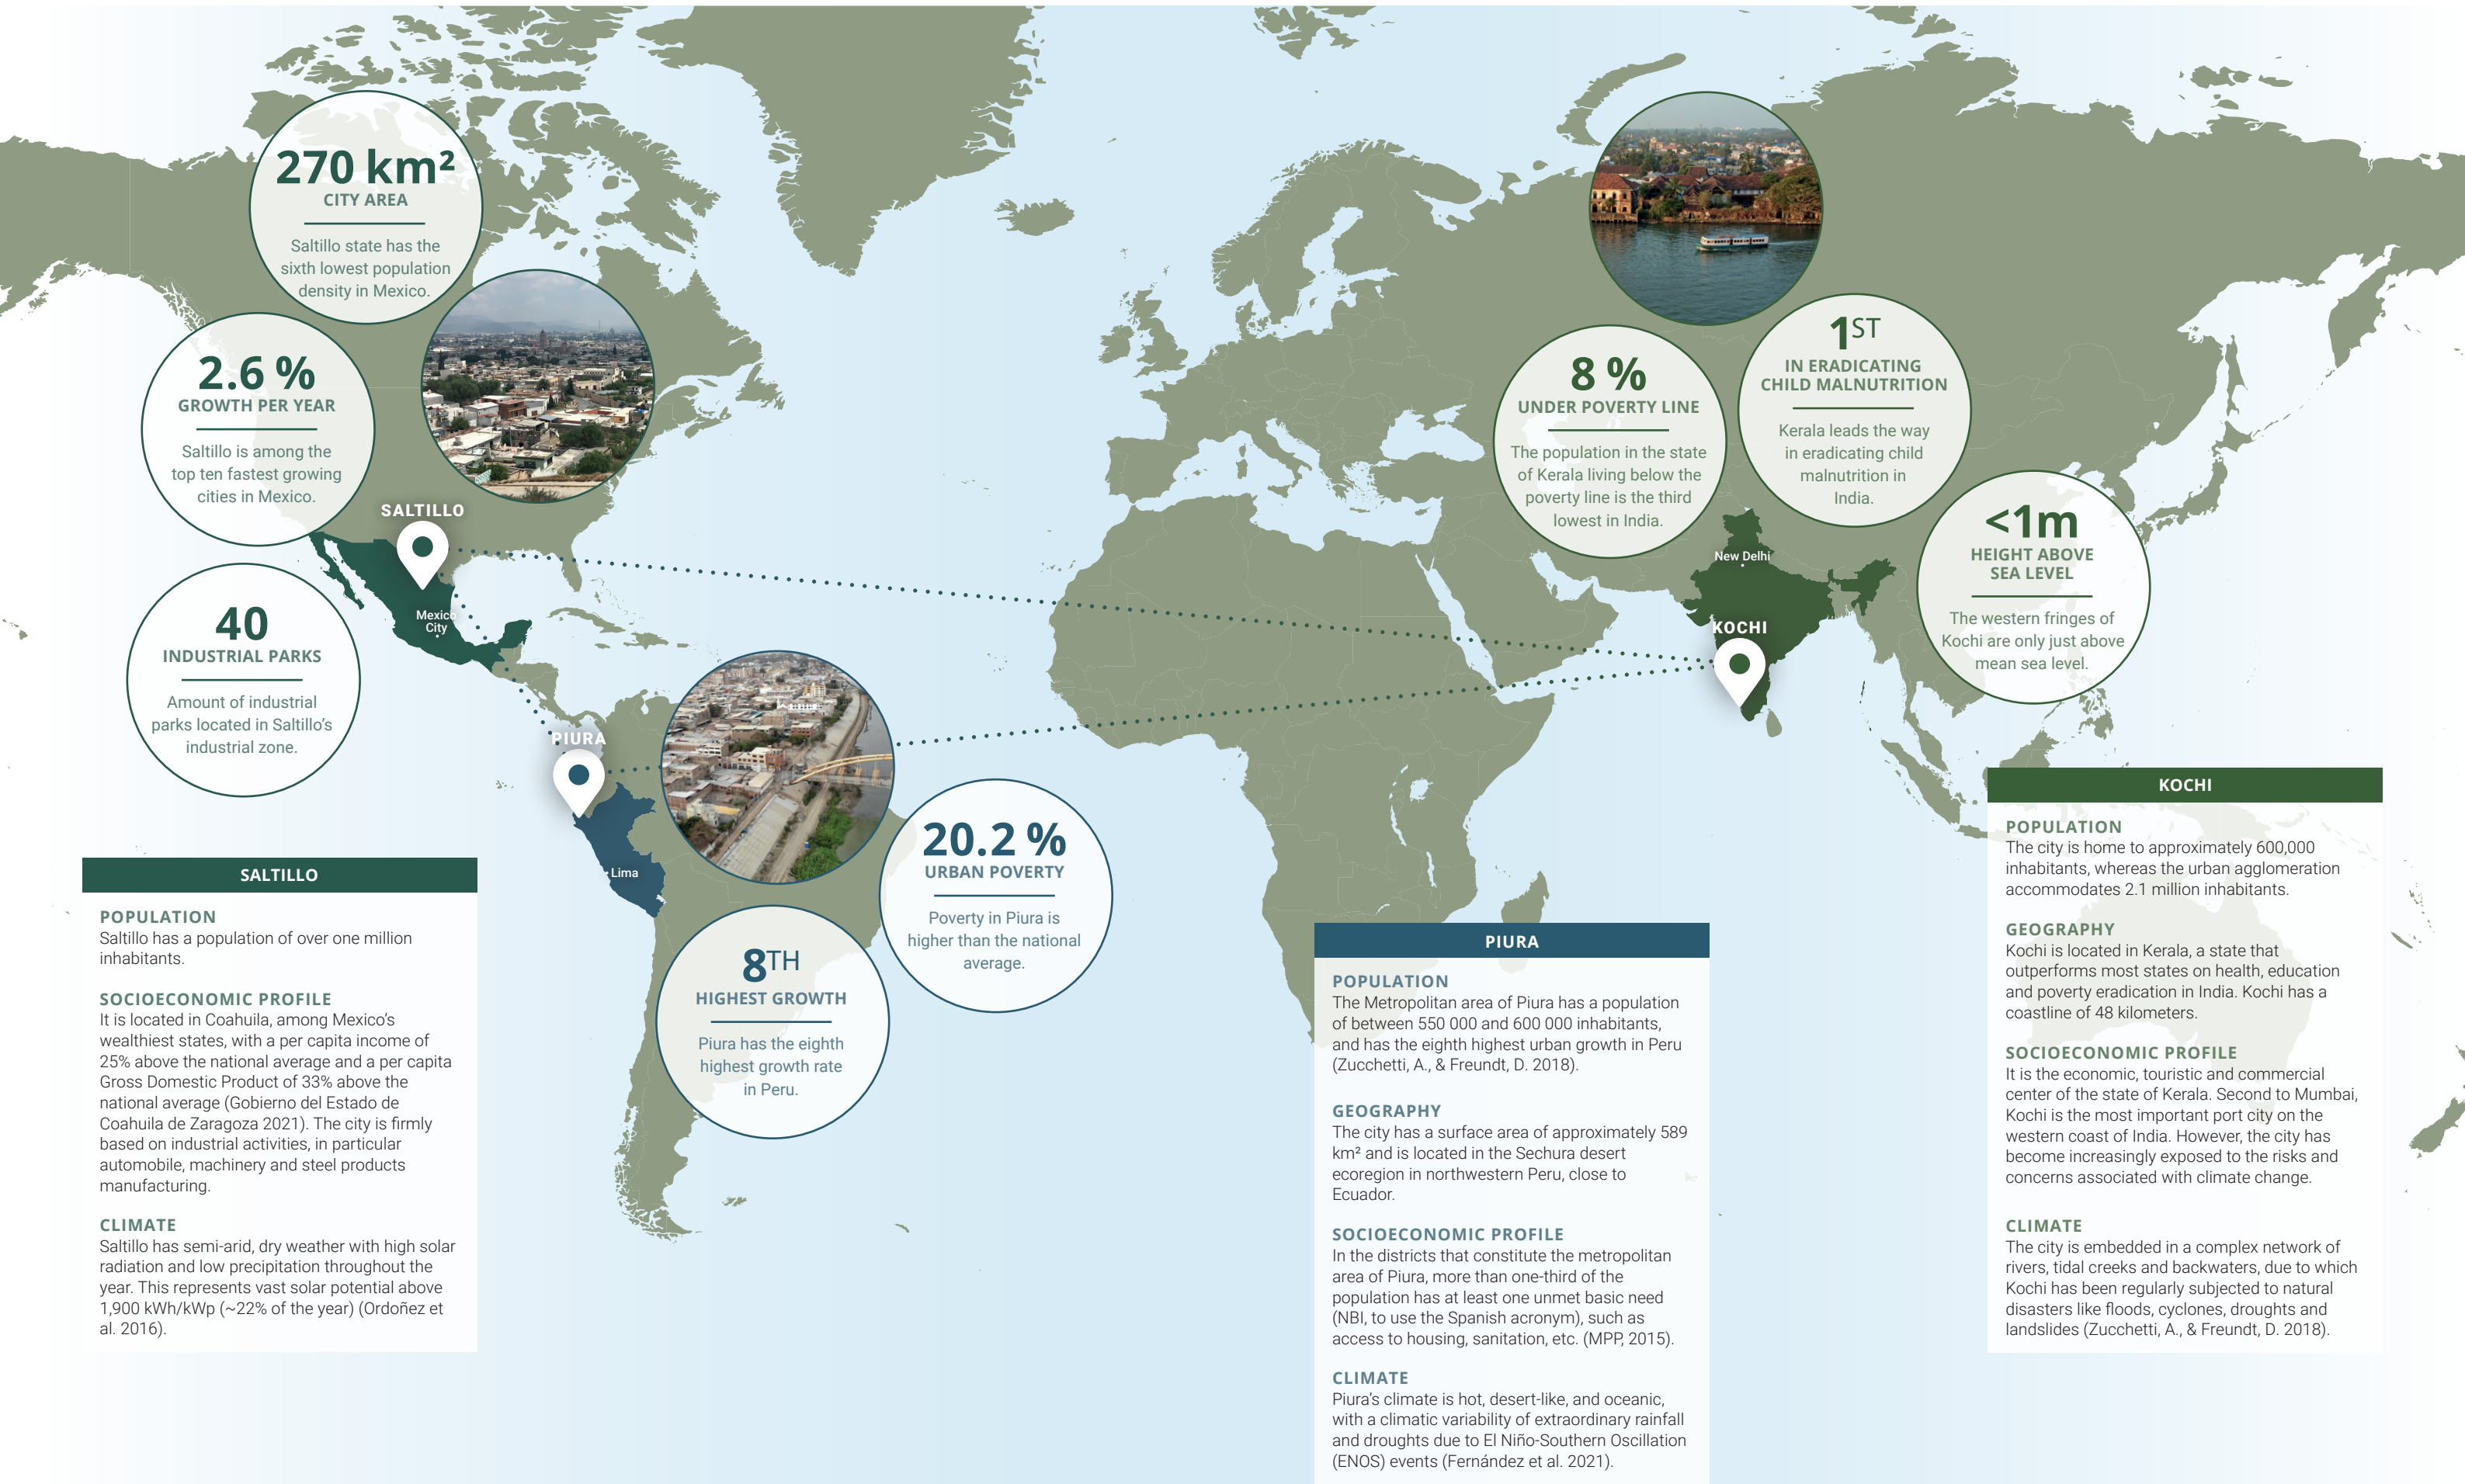 270 km²
CITY AREA
Saltillo state has the
sixth lowest population
density in Mexico.
2.6 %
GROWTH PER YEAR
Saltillo is among the
top ten fastest growing
cities in Mexico.
40
INDUSTRIAL PARKS
Amount of industrial
parks located in Saltillo’s
industrial zone.
SALTILLO
Mexico
City
PIURA
Lima
8TH
HIGHEST GROWTH
Piura has the eighth
highest growth rate
in Peru.
20.2 %
URBAN POVERTY
Poverty in Piura is
higher than the national
average.
8 %
UNDER POVERTY LINE
The population in the state
of Kerala living below the
poverty line is the third
lowest in India.
1ST
IN ERADICATING
CHILD MALNUTRITION
Kerala leads the way
in eradicating child
malnutrition in
India.
<1m
HEIGHT ABOVE
SEA LEVEL
The western fringes of
Kochi are only just above
mean sea level.
New Delhi
KOCHI
SALTILLO
POPULATION
Saltillo has a population of over one million
inhabitants.
SOCIOECONOMIC PROFILE
It is located in Coahuila, among Mexico’s
wealthiest states, with a per capita income of
25% above the national average and a per capita
Gross Domestic Product of 33% above the
national average (Gobierno del Estado de
Coahuila de Zaragoza 2021). The city is firmly
based on industrial activities, in particular
automobile, machinery and steel products
manufacturing.
CLIMATE
Saltillo has semi-arid, dry weather with high solar
radiation and low precipitation throughout the
year. This represents vast solar potential above
1,900 kWh/kWp (~22% of the year) (Ordoñez et
al. 2016).
PIURA
POPULATION
The Metropolitan area of Piura has a population
of between 550 000 and 600 000 inhabitants,
and has the eighth highest urban growth in Peru
(Zucchetti, A., & Freundt, D. 2018).
GEOGRAPHY
The city has a surface area of approximately 589
km² and is located in the Sechura desert
ecoregion in northwestern Peru, close to
Ecuador.
SOCIOECONOMIC PROFILE
In the districts that constitute the metropolitan
area of Piura, more than one-third of the
population has at least one unmet basic need
(NBI, to use the Spanish acronym), such as
access to housing, sanitation, etc. (MPP, 2015).
CLIMATE
Piura’s climate is hot, desert-like, and oceanic,
with a climatic variability of extraordinary rainfall
and droughts due to El Niño-Southern Oscillation
(ENOS) events (Fernández et al. 2021).
KOCHI
POPULATION
The city is home to approximately 600,000
inhabitants, whereas the urban agglomeration
accommodates 2.1 million inhabitants.
GEOGRAPHY
Kochi is located in Kerala, a state that
outperforms most states on health, education
and poverty eradication in India. Kochi has a
coastline of 48 kilometers.
SOCIOECONOMIC PROFILE
It is the economic, touristic and commercial
center of the state of Kerala. Second to Mumbai,
Kochi is the most important port city on the
western coast of India. However, the city has
become increasingly exposed to the risks and
concerns associated with climate change.
CLIMATE
The city is embedded in a complex network of
rivers, tidal creeks and backwaters, due to which
Kochi has been regularly subjected to natural
disasters like floods, cyclones, droughts and
landslides (Zucchetti, A., & Freundt, D. 2018).